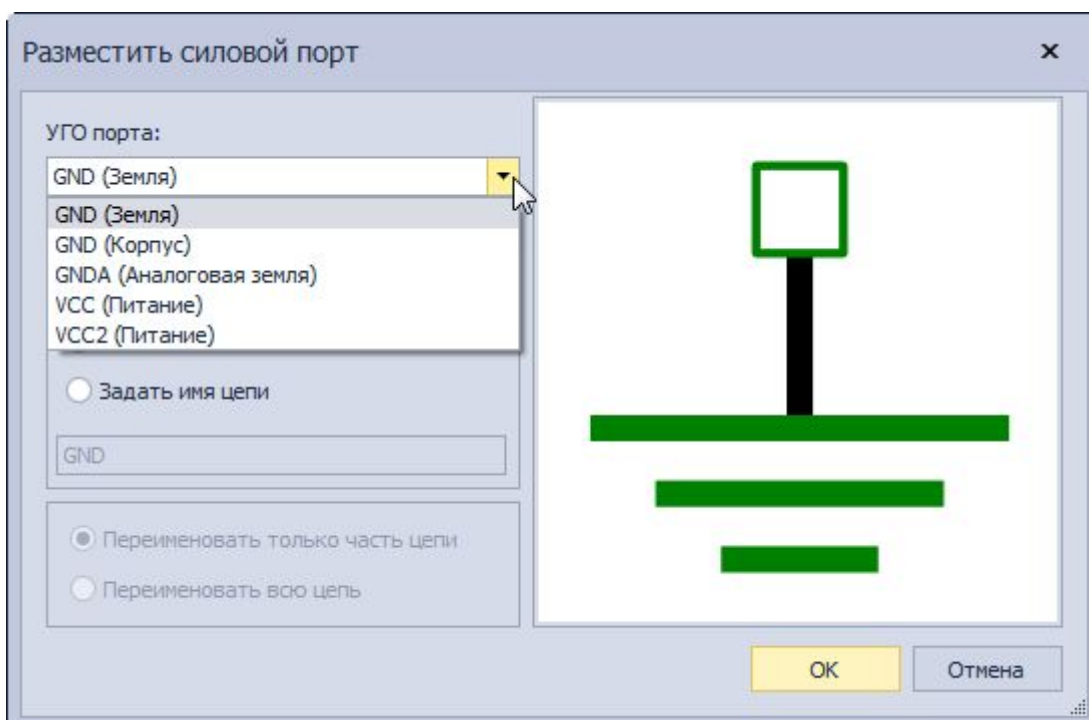 Разместить силовой порт
УГО порта:
GND (Земля)
GND (Земля)
GND (Корпус)
GNDA (Аналоговая земля)
VCC (Питание)
VCC2 (Питание)
Задать имя цепи
GND
Переименовать только часть цепи
Переименовать всю цепь
OK
Отмена